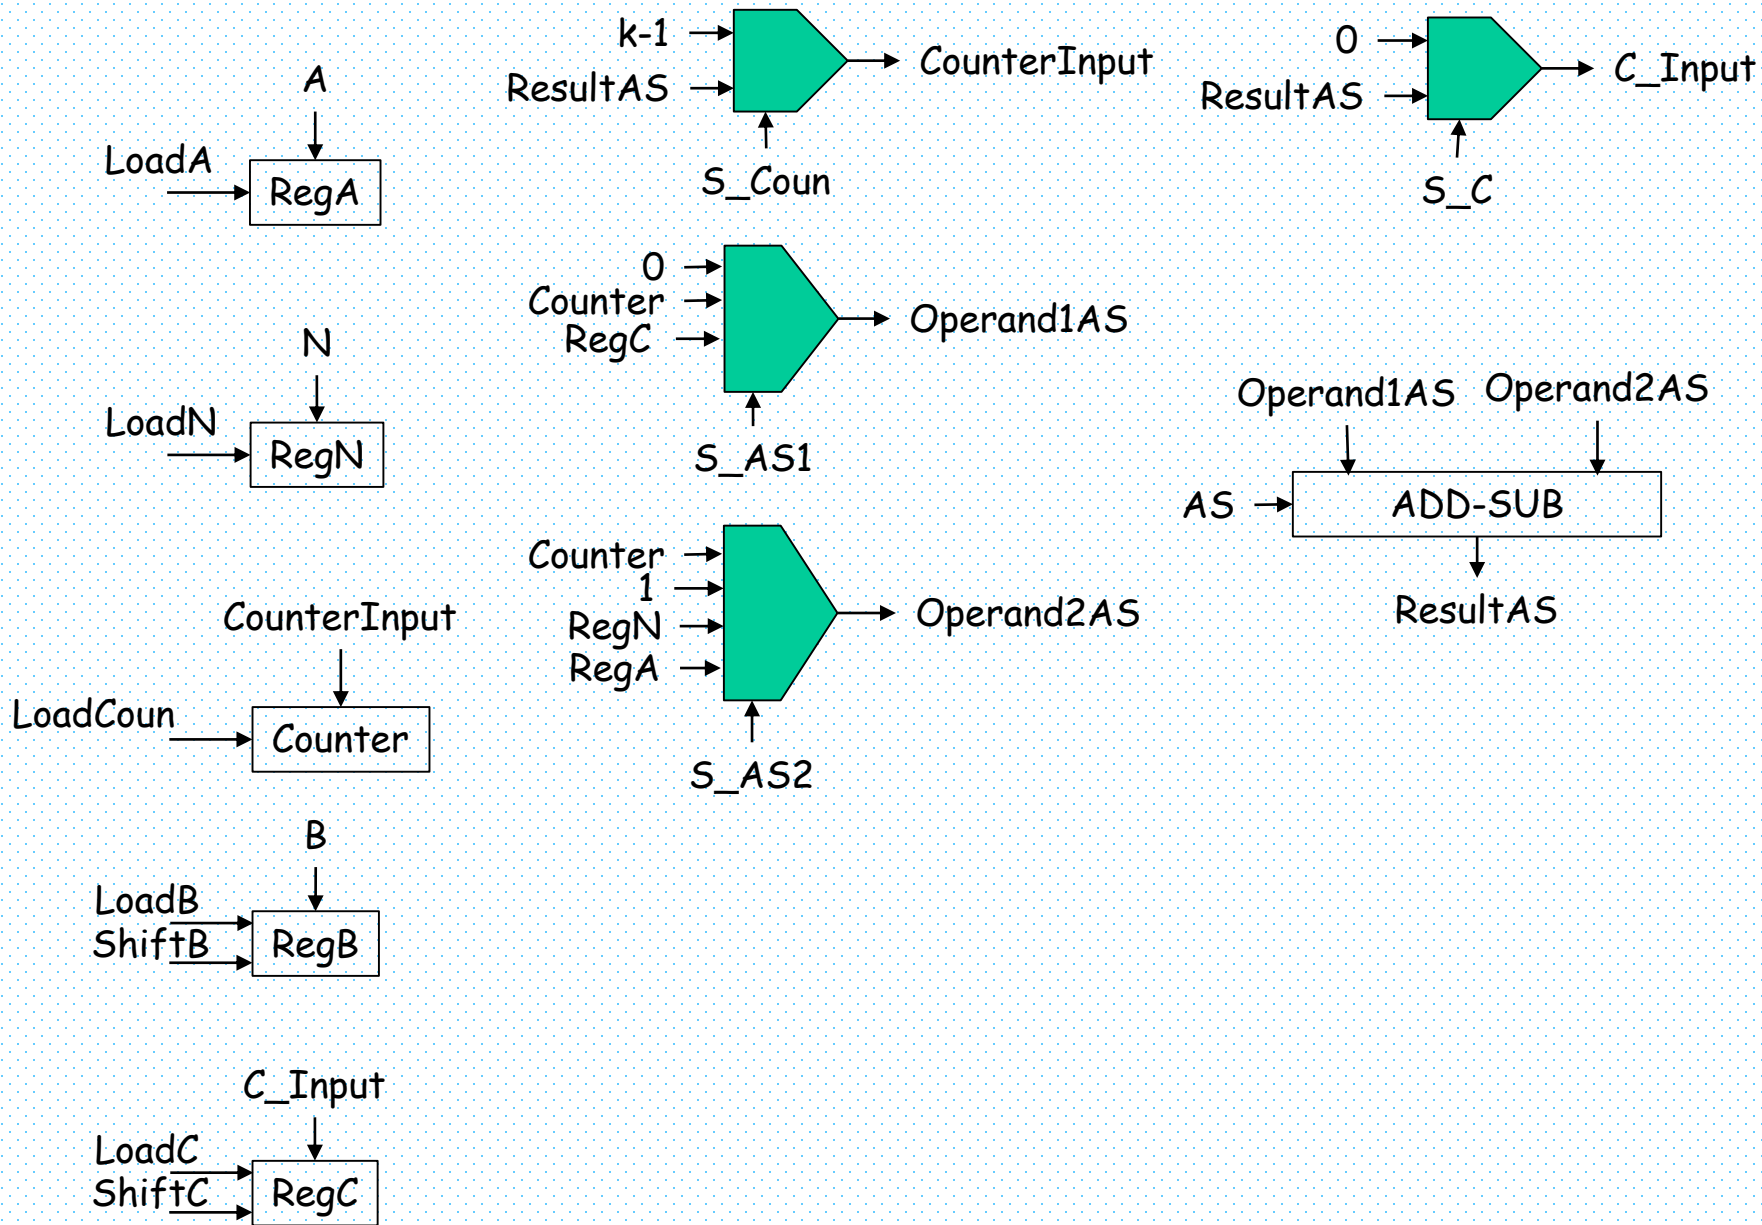 A
LoadA
RegA
N
LoadN
RegN
CounterInput
LoadCoun
Counter
B
LoadB
ShiftB
RegB
C_Input
LoadC
ShiftC
RegC
k-1
ResultAS
CounterInput
S_Coun
0
Counter
RegC
Operand1AS
S_AS1
Counter
1
RegN
RegA
Operand2AS
S_AS2
0
ResultAS
C_Input
S_C
Operand1AS
Operand2AS
AS
ADD-SUB
ResultAS